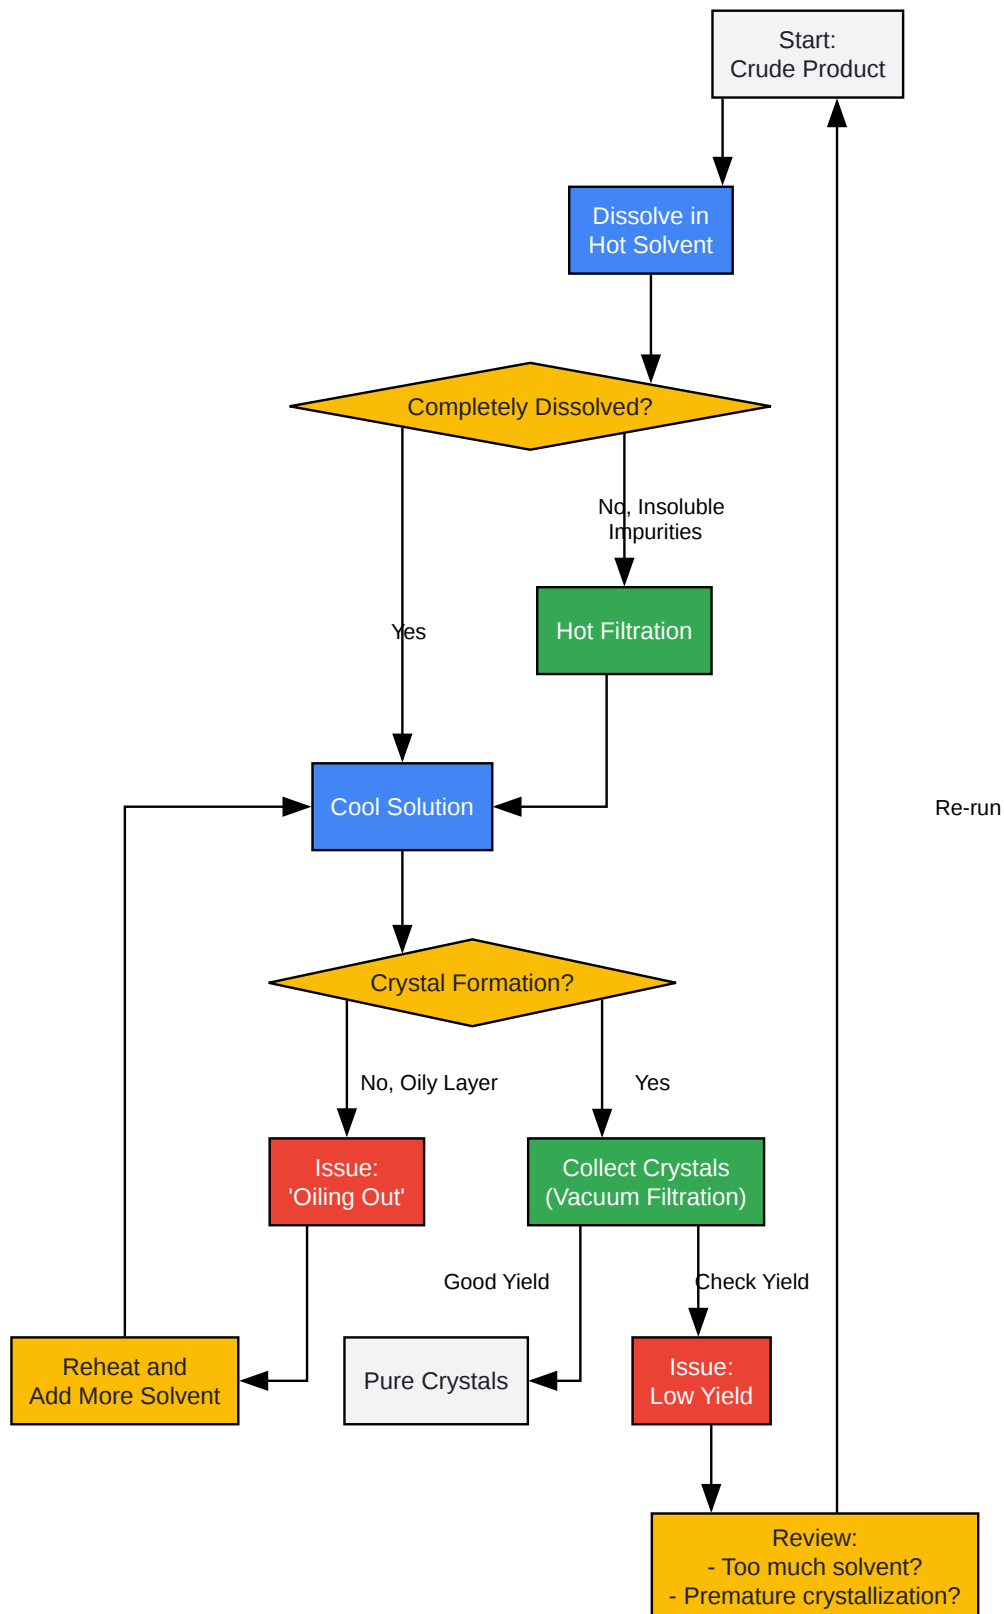 Start:
Crude Product
Dissolve in
Hot Solvent
Completely Dissolved?
No, Insoluble
Impurities
Yes
Hot Filtration
Cool Solution
Re-run
Crystal Formation?
No, Oily Layer
Yes
Issue:
'Oiling Out'
Collect Crystals
(Vacuum Filtration)
Good Yield
Check Yield
Reheat and
Add More Solvent
Pure Crystals
Issue:
Low Yield
Review:
- Too much solvent?
- Premature crystallization?